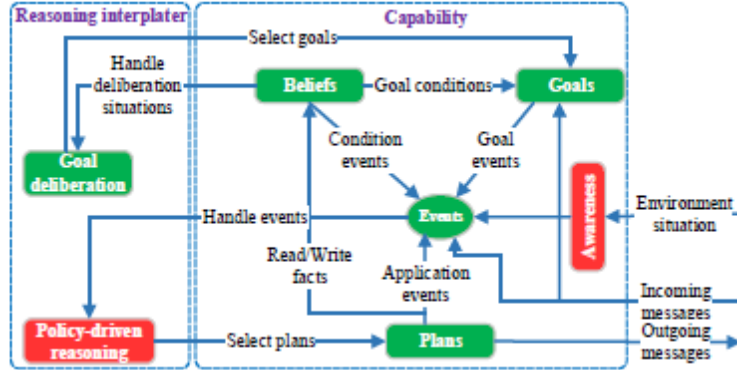 Reasoning interplater
Capability
Select goals
Handle
deliberation
situations
Beliefs
Goal conditions
Goals
Condition
events
Goal
events
Goal
deliberation
Awareness
Environment
situation
Handle events
Events
Read/Write
facts
Application
events
Incoming
messages
Policy-driven
reasoning
Select plans
Plans
Outgoing
messages